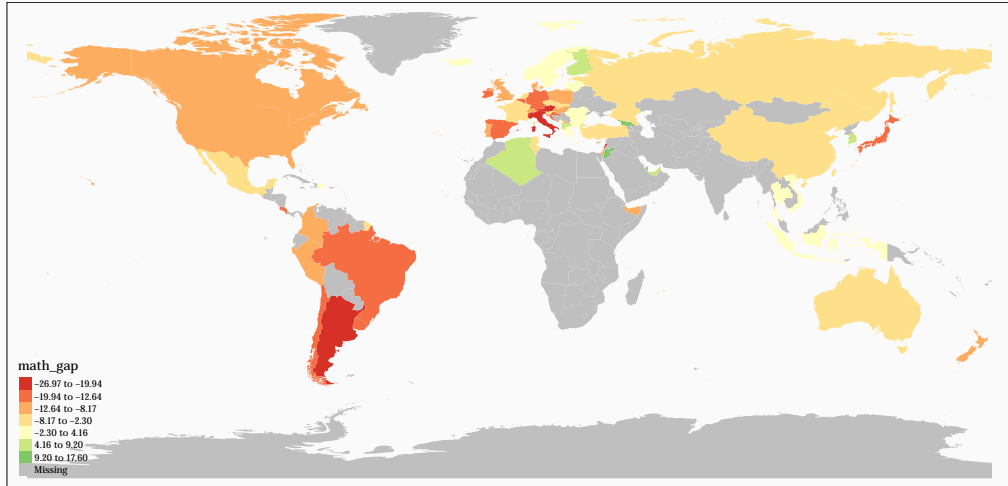 math_gap
−26.97 to −19.94
−19.94 to −12.64
−12.64 to −8.17
−8.17 to −2.30
−2.30 to 4.16
4.16 to 9.20
9.20 to 17.60
Missing